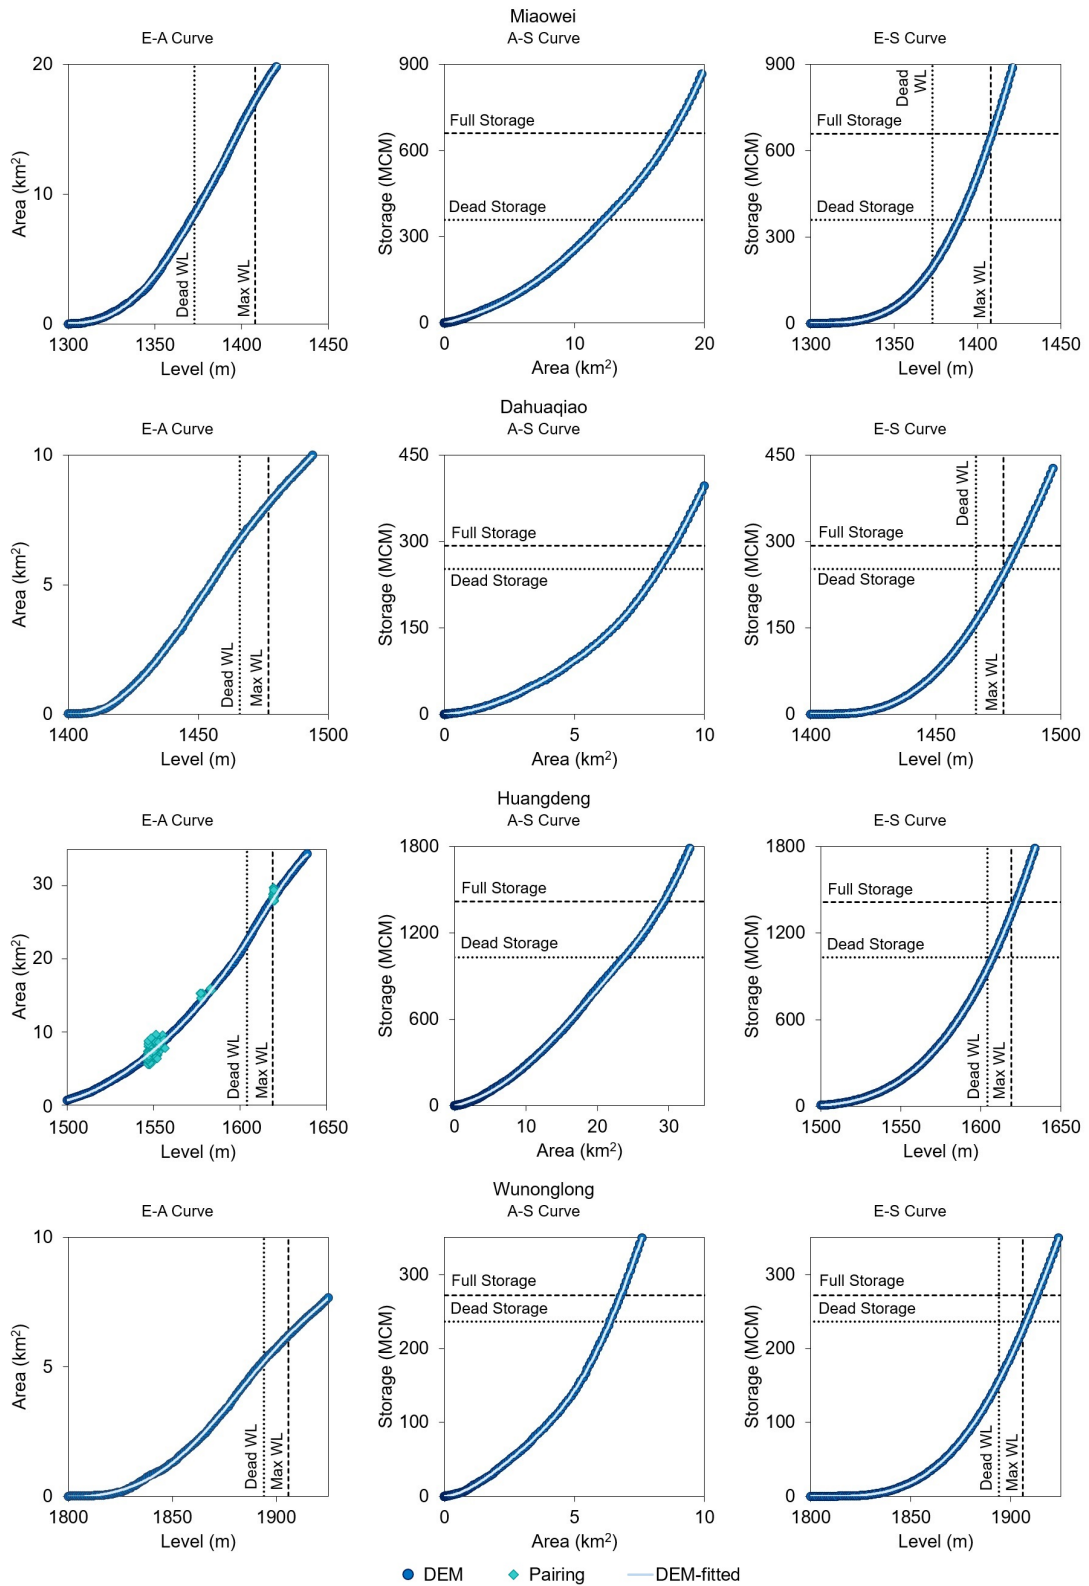 Miaowei
E-A Curve
A-S Curve
E-S Curve
20
10
0
Area (km²)
Dead WL
Max WL
1300
1350
1400
1450
Level (m)
900
600
300
0
Storage (MCM)
Full Storage
Dead Storage
0
10
20
Area (km²)
900
600
300
0
Storage (MCM)
Dead
WL
Full Storage
Dead Storage
Max WL
1300
1350
1400
1450
Level (m)
Dahuaqiao
E-A Curve
A-S Curve
E-S Curve
10
5
0
Area (km²)
Dead WL
Max WL
1400
1450
1500
Level (m)
450
300
150
0
Storage (MCM)
Full Storage
Dead Storage
0
5
10
Area (km²)
450
300
150
0
Storage (MCM)
Dead WL
Full Storage
Dead Storage
Max WL
1400
1450
1500
Level (m)
Huangdeng
E-A Curve
A-S Curve
E-S Curve
30
20
10
0
Area (km²)
Dead WL
Max WL
1500
1550
1600
1650
Level (m)
1800
1200
600
0
Storage (MCM)
Full Storage
Dead Storage
0
10
20
30
Area (km²)
1800
1200
600
0
Storage (MCM)
Full Storage
Dead Storage
Dead WL
Max WL
1500
1550
1600
1650
Level (m)
Wunonglong
E-A Curve
A-S Curve
E-S Curve
10
5
0
Area (km²)
Dead WL
Max WL
1800
1850
1900
Level (m)
300
200
100
0
Storage (MCM)
Full Storage
Dead Storage
0
5
10
Area (km²)
300
200
100
0
Storage (MCM)
Full Storage
Dead Storage
Dead WL
Max WL
1800
1850
1900
Level (m)
DEM
Pairing
DEM-fitted